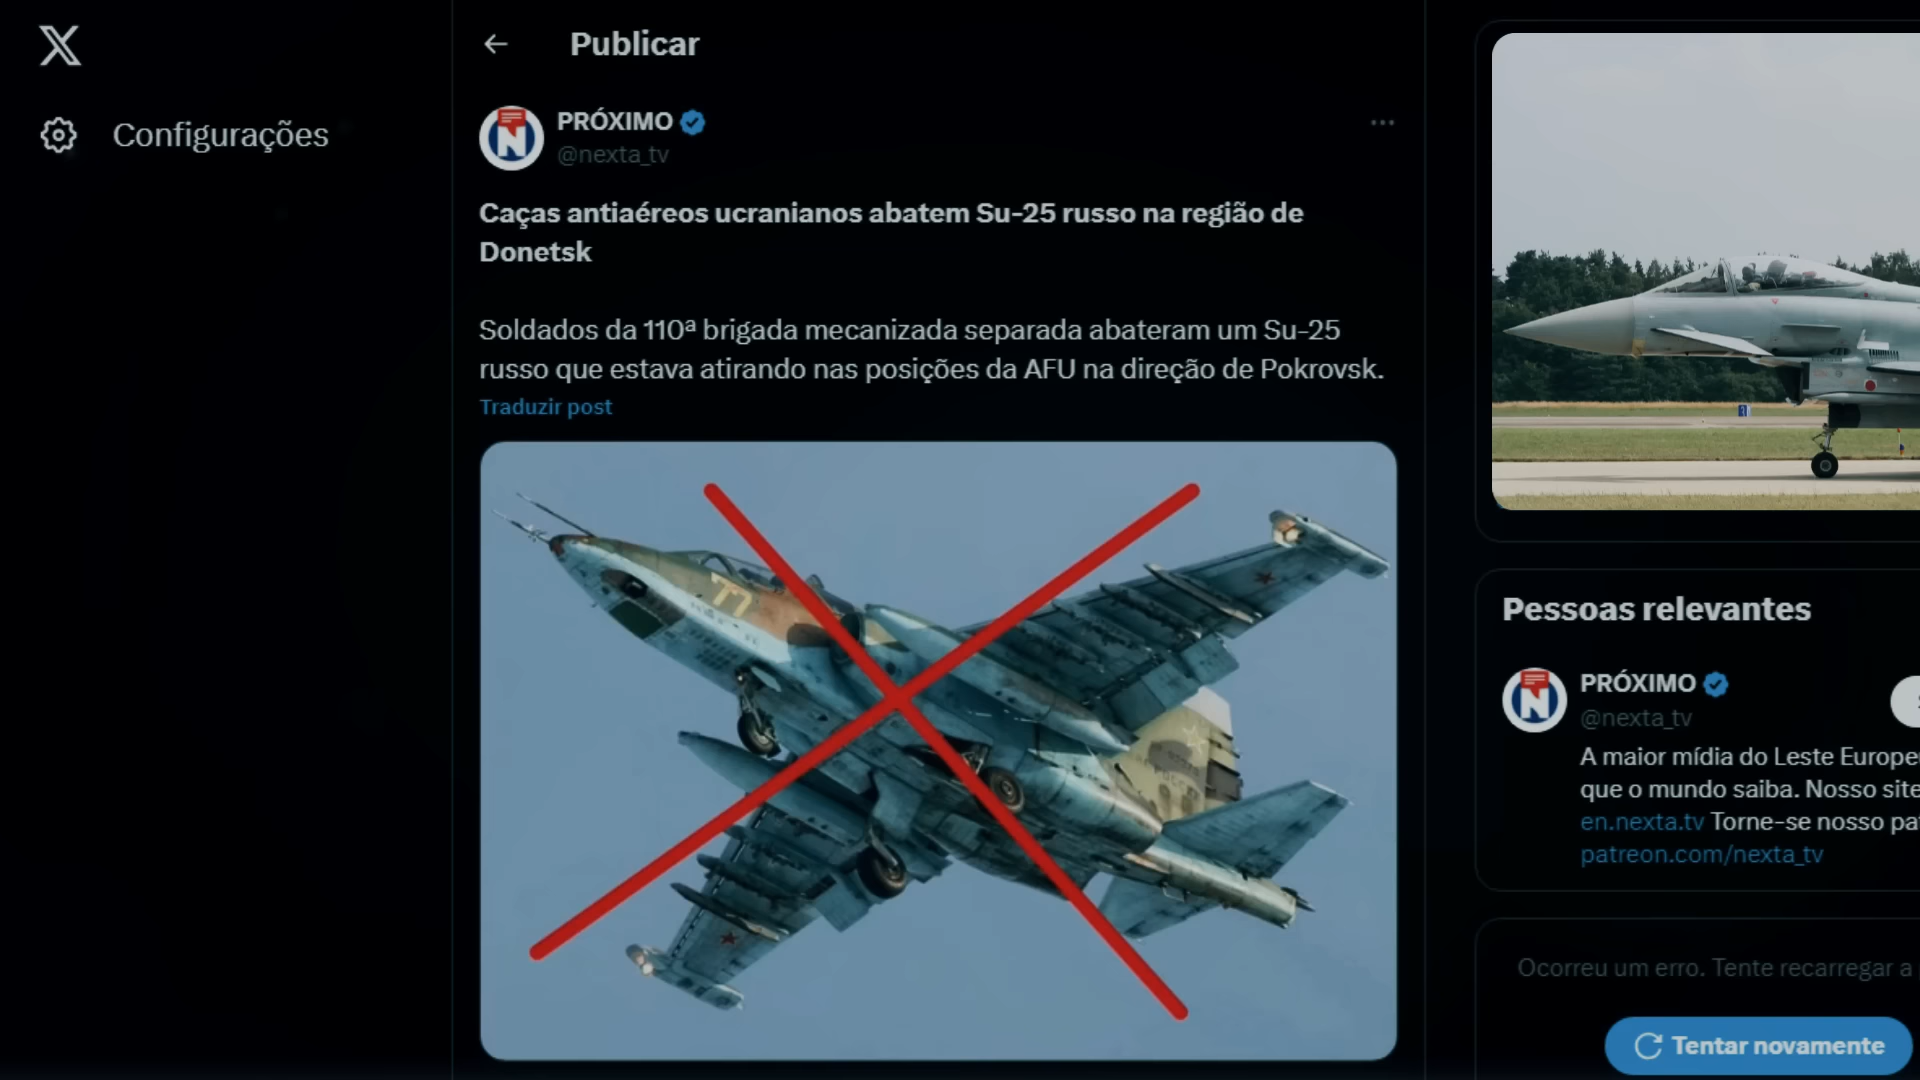 Configurações
Publicar
PRÓXIMO
@nexta_tv
Caças antiaéreos ucranianos abatem Su-25 russo na região de
Donetsk
Soldados da 110ª brigada mecanizada separada abateram um Su-25
russo que estava atirando nas posições da AFU na direção de Pokrovsk.
Traduzir post
77
Pessoas relevantes
PRÓXIMO
@nexta_tv
A maior mídia do Leste Europe
que o mundo saiba. Nosso site
en.nexta.tv Torne-se nosso pa
patreon.com/nexta_tv
Ocorreu um erro. Tente recarregar a
Tentar novamente